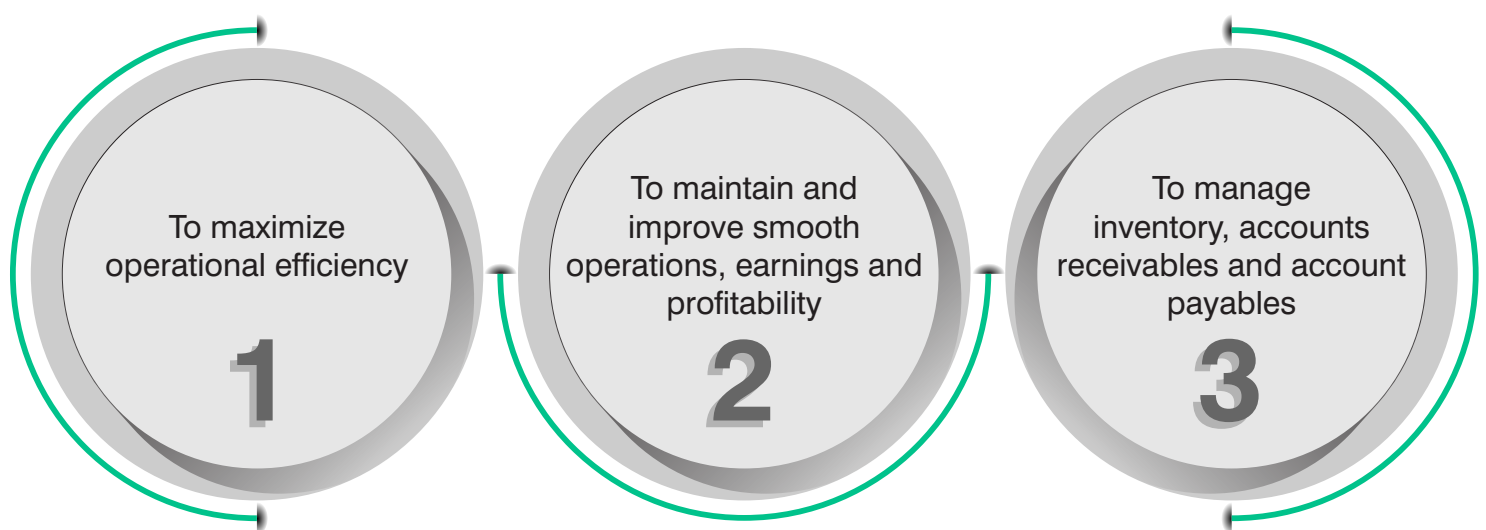 To maximize
operational efficiency
1
To maintain and
improve smooth
operations, earnings and
profitability
2
To manage
inventory, accounts
receivables and account
payables
3